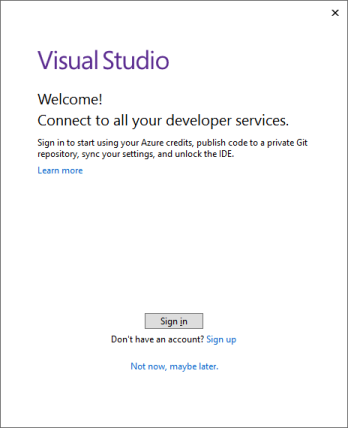 Visual Studio
Welcome!
Connect to all your developer services.
Sign in to start using your Azure credits, publish code to a private Git
repository, sync your settings, and unlock the IDE.
Learn more
Sign in
Don't have an account? Sign up
Not now, maybe later.